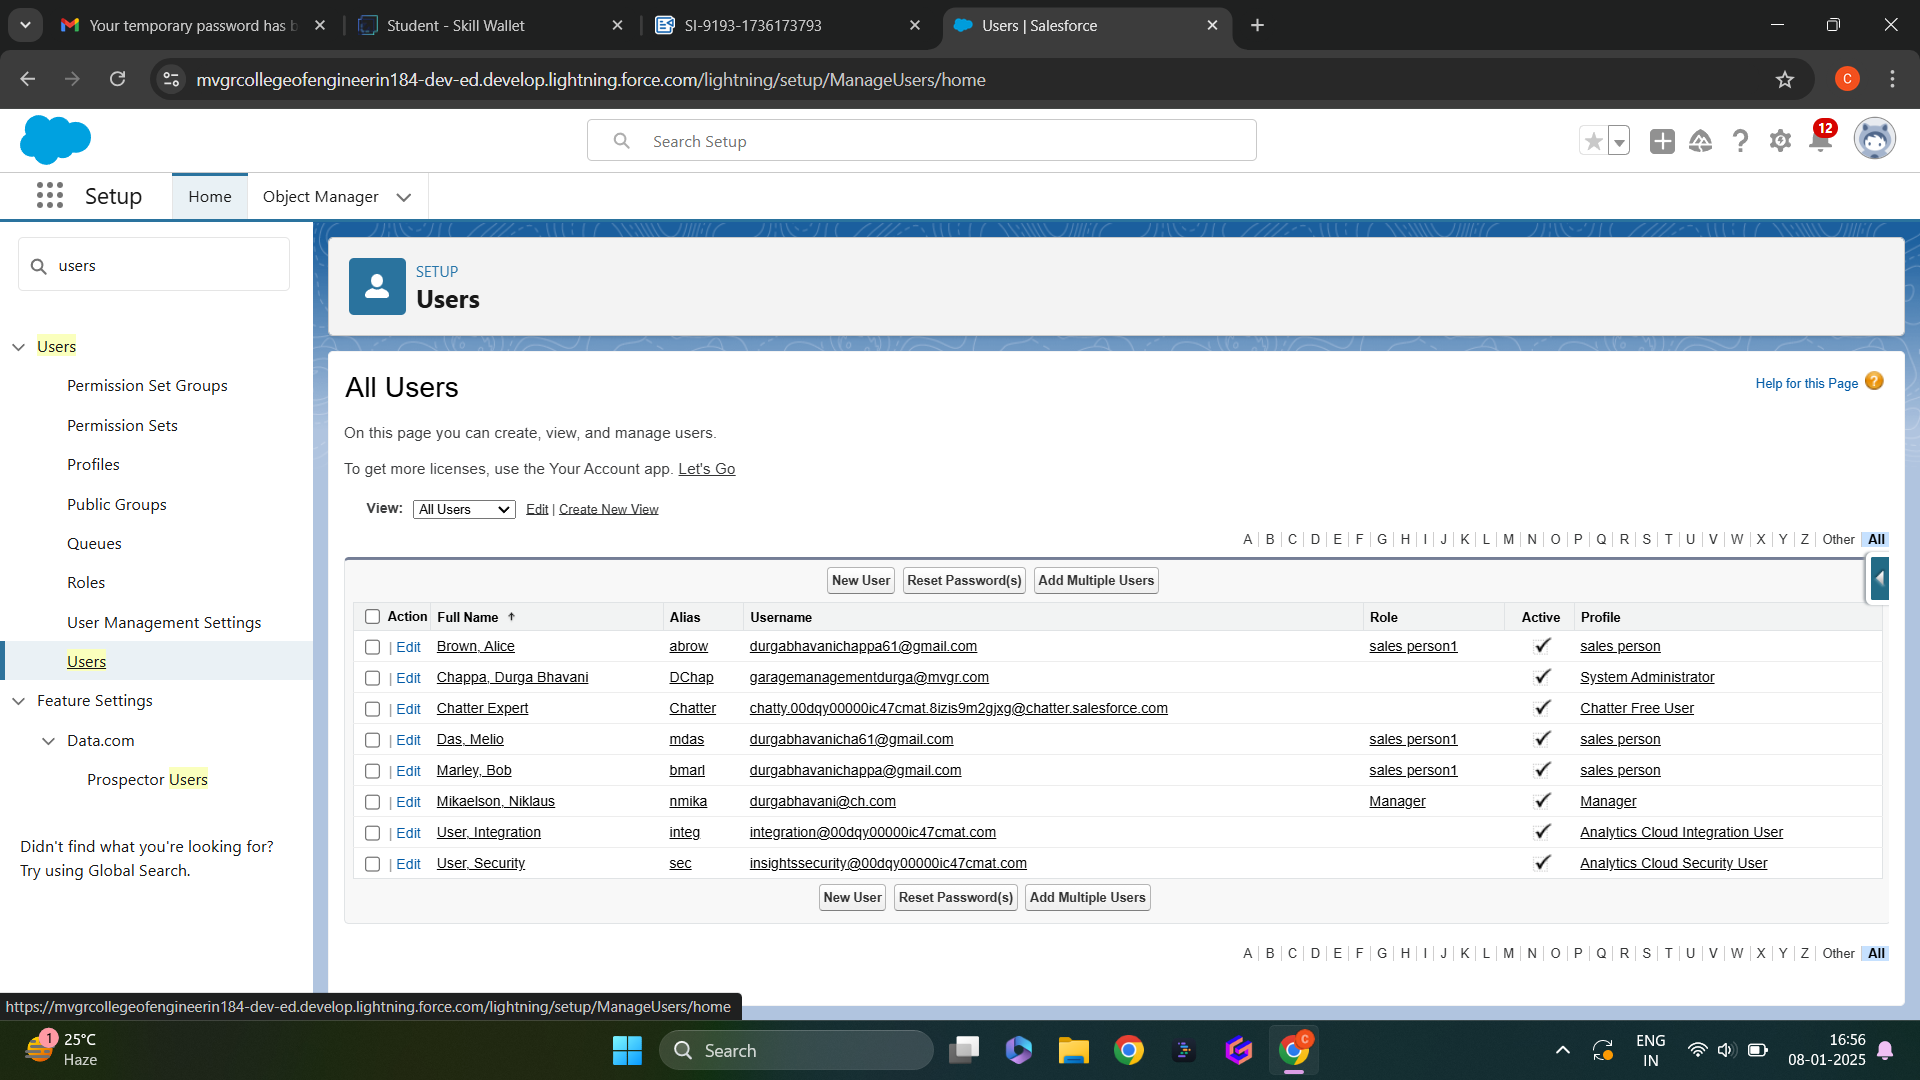 Your temporary password has b
Student - Skill Wallet
SI-9193-1736173793
Users | Salesforce
mvgrcollegeofengineerin184-dev-ed.develop.lightning.force.com/lightning/setup/ManageUsers/home
C
Search Setup
12
Setup
Home
Object Manager
users
Users
Permission Set Groups
Permission Sets
Profiles
Public Groups
Queues
Roles
User Management Settings
Users
Feature Settings
Data.com
Prospector Users
Didn't find what you're looking for?
Try using Global Search.
SETUP
Users
All Users
Help for this Page ?
On this page you can create, view, and manage users.
To get more licenses, use the Your Account app. Let's Go
View: All Users Edit | Create New View
A | B | C | D | E | F | G | H | I | J | K | L | M | N | O | P | Q | R | S | T | U | V | W | X | Y | Z | Other | All
New User Reset Password(s) Add Multiple Users
Action Full Name ↑ Alias Username Role Active Profile
| Edit Brown, Alice abrow durgabhavanichappa61@gmail.com sales person1 ✓ sales person
| Edit Chappa, Durga Bhavani DChap garagemanagementdurga@mvgr.com ✓ System Administrator
| Edit Chatter Expert Chatter chatty.00dqy00000ic47cmat.8izis9m2gjxg@chatter.salesforce.com ✓ Chatter Free User
| Edit Das, Melio mdas durgabhavanicha61@gmail.com sales person1 ✓ sales person
| Edit Marley, Bob bmarl durgabhavanichappa@gmail.com sales person1 ✓ sales person
| Edit Mikaelson, Niklaus nmika durgabhavani@ch.com Manager ✓ Manager
| Edit User, Integration integ integration@00dqy00000ic47cmat.com ✓ Analytics Cloud Integration User
| Edit User, Security sec insightssecurity@00dqy00000ic47cmat.com ✓ Analytics Cloud Security User
New User Reset Password(s) Add Multiple Users
A | B | C | D | E | F | G | H | I | J | K | L | M | N | O | P | Q | R | S | T | U | V | W | X | Y | Z | Other | All
https://mvgrcollegeofengineerin184-dev-ed.develop.lightning.force.com/lightning/setup/ManageUsers/home
1
25°C
Haze
Search
C
ENG
IN
16:56
08-01-2025